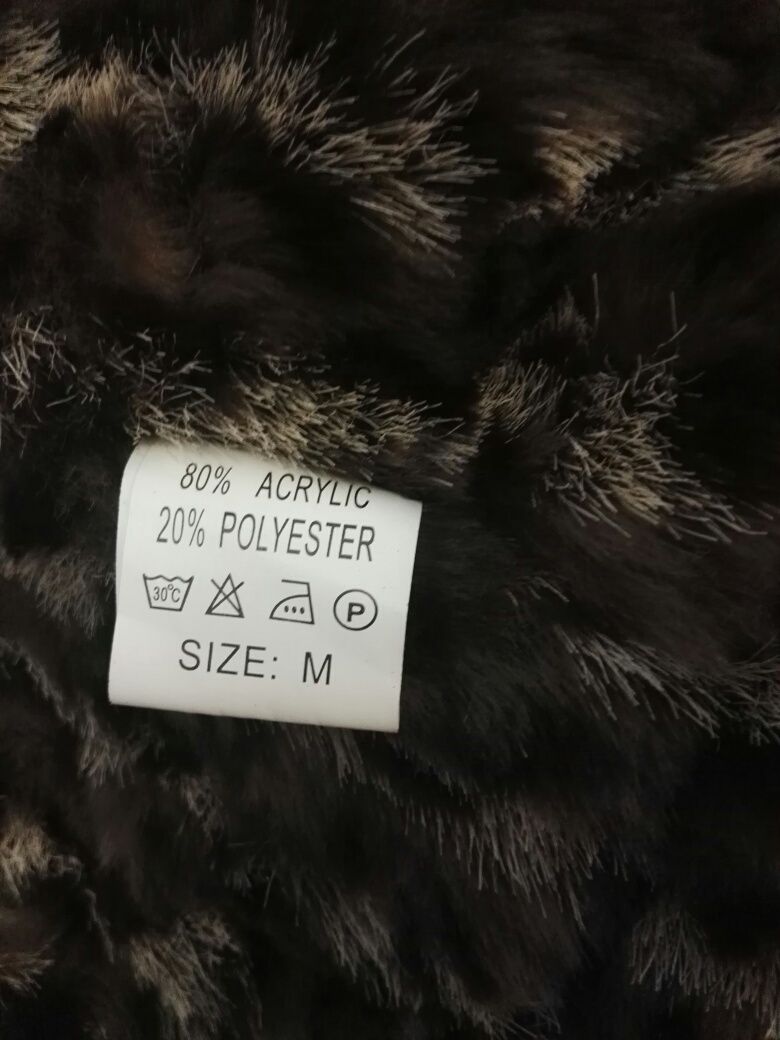 80% ACRYLIC
20% POLYESTER
30°C P
SIZE: M